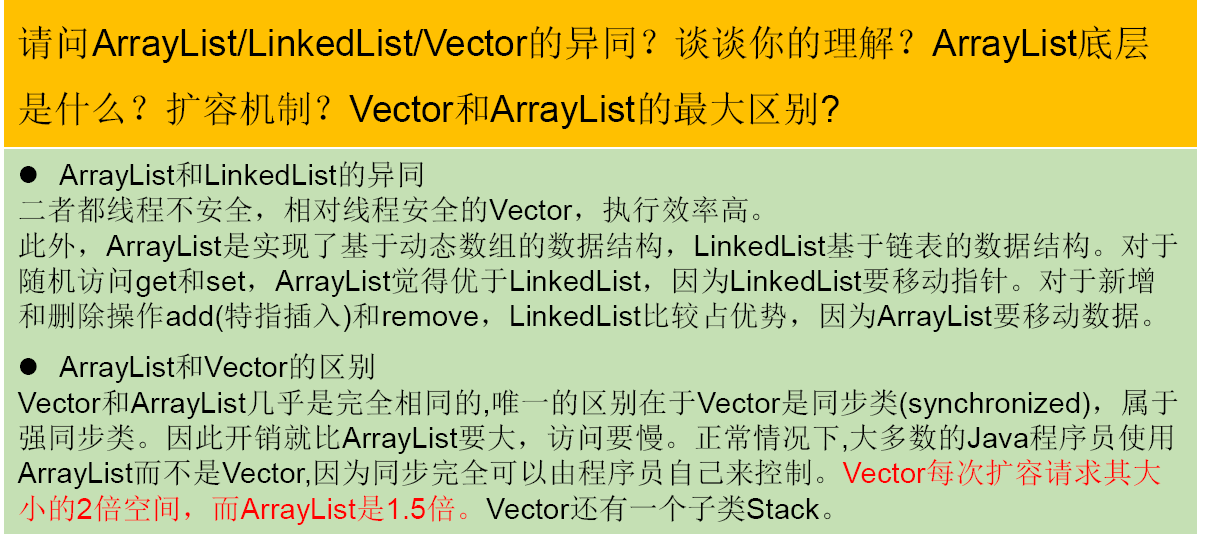 请问ArrayList/LinkedList/Vector的异同？谈谈你的理解？ArrayList底层
是什么？扩容机制？Vector和ArrayList的最大区别?
● ArrayList和LinkedList的异同
二者都线程不安全，相对线程安全的Vector，执行效率高。
此外，ArrayList是实现了基于动态数组的数据结构，LinkedList基于链表的数据结构。对于
随机访问get和set，ArrayList觉得优于LinkedList，因为LinkedList要移动指针。对于新增
和删除操作add(特指插入)和remove，LinkedList比较占优势，因为ArrayList要移动数据。
● ArrayList和Vector的区别
Vector和ArrayList几乎是完全相同的,唯一的区别在于Vector是同步类(synchronized)，属于
强同步类。因此开销就比ArrayList要大，访问要慢。正常情况下,大多数的Java程序员使用
ArrayList而不是Vector,因为同步完全可以由程序员自己来控制。Vector每次扩容请求其大
小的2倍空间，而ArrayList是1.5倍。Vector还有一个子类Stack。